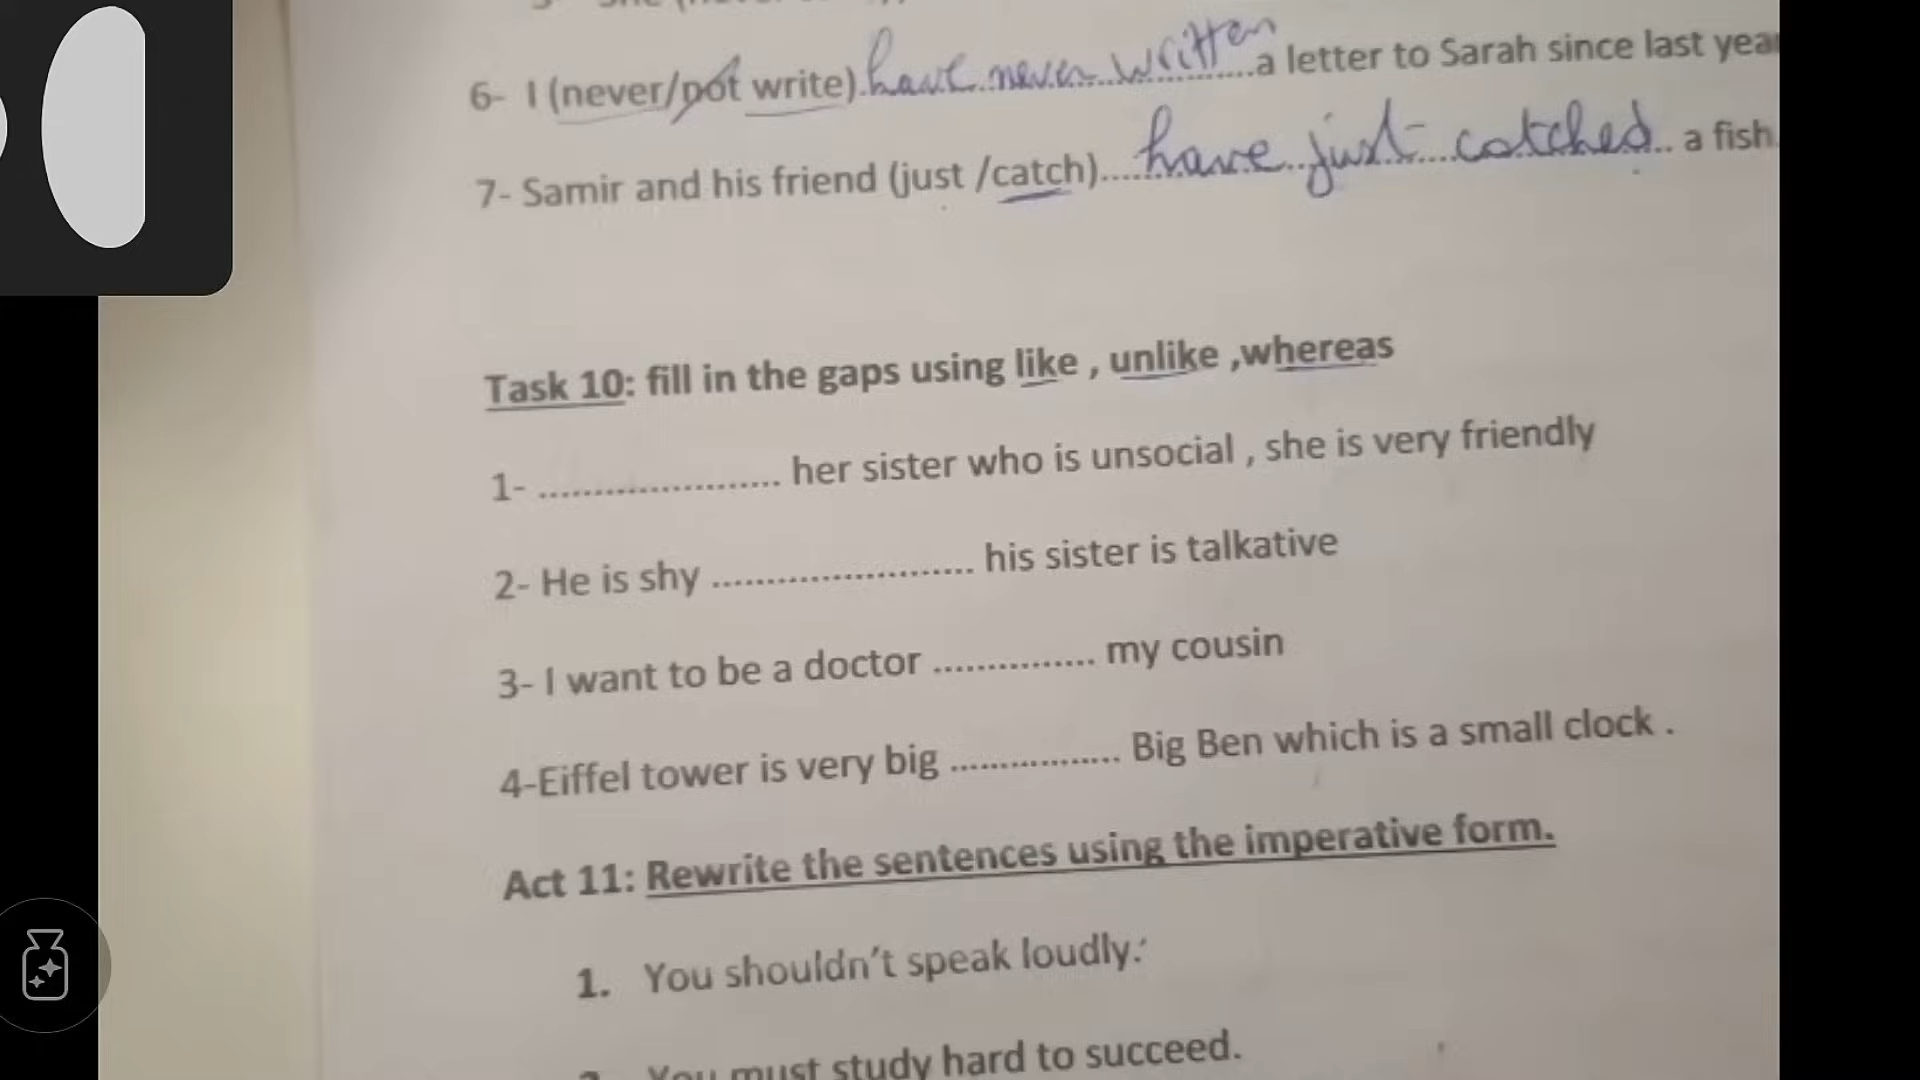 6- I (never/not write) have never written a letter to Sarah since last year
7- Samir and his friend (just /catch).... have just catched .. a fish.
Task 10: fill in the gaps using like , unlike ,whereas
1- ...................... her sister who is unsocial , she is very friendly
2- He is shy ........................ his sister is talkative
3- I want to be a doctor ............... my cousin
4-Eiffel tower is very big ................ Big Ben which is a small clock .
Act 11: Rewrite the sentences using the imperative form.
1. You shouldn't speak loudly.
You must study hard to succeed.